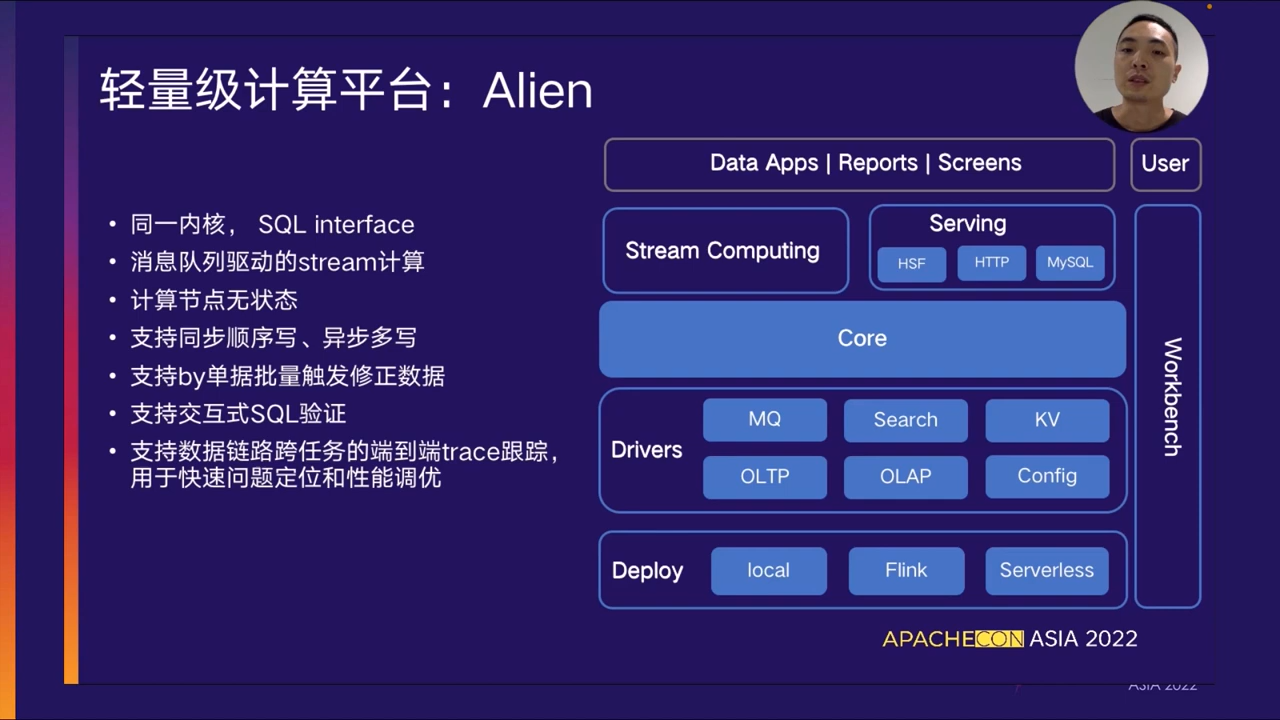 轻量级计算平台：Alien
• 同一内核， SQL interface
• 消息队列驱动的stream计算
• 计算节点无状态
• 支持同步顺序写、异步多写
• 支持by单据批量触发修正数据
• 支持交互式SQL验证
• 支持数据链路跨任务的端到端trace跟踪，
用于快速问题定位和性能调优
Data Apps | Reports | Screens
User
Stream Computing
Serving
HSF
HTTP
MySQL
Core
Workbench
Drivers
MQ
Search
KV
OLTP
OLAP
Config
Deploy
local
Flink
Serverless
APACHECON ASIA 2022
ASIA 2022